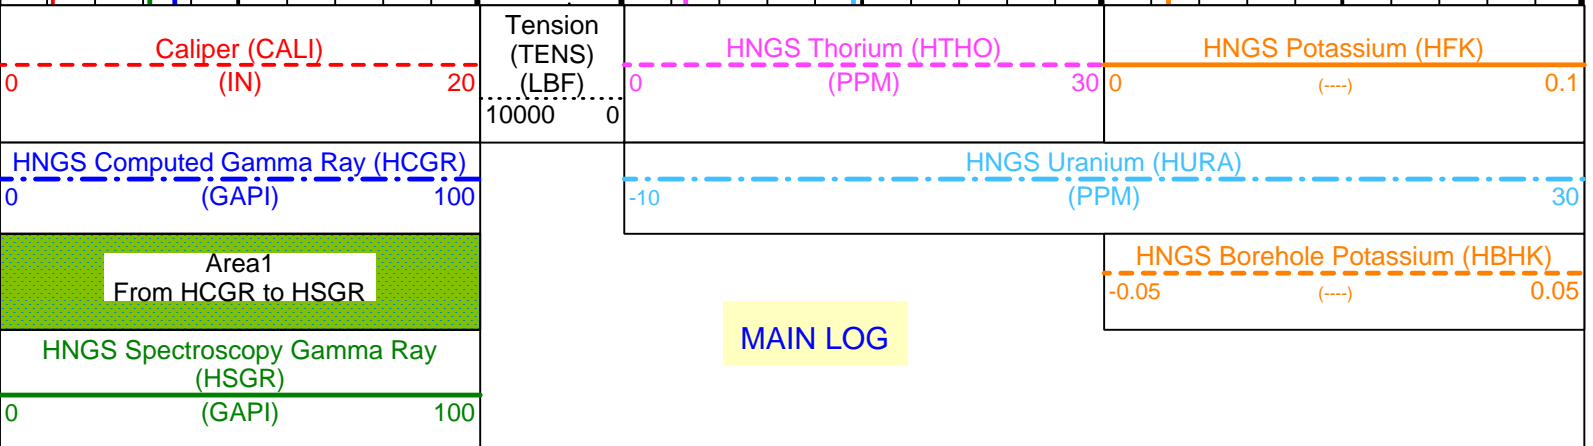 Caliper (CALI)
0 (IN) 20
Tension
(TENS)
(LBF)
10000 0
HNGS Thorium (HTHO)
0 (PPM) 30
HNGS Potassium (HFK)
0 (----) 0.1
HNGS Computed Gamma Ray (HCGR)
0 (GAPI) 100
HNGS Uranium (HURA)
-10 (PPM) 30
Area1
From HCGR to HSGR
HNGS Borehole Potassium (HBHK)
-0.05 (----) 0.05
MAIN LOG
HNGS Spectroscopy Gamma Ray
(HSGR)
0 (GAPI) 100